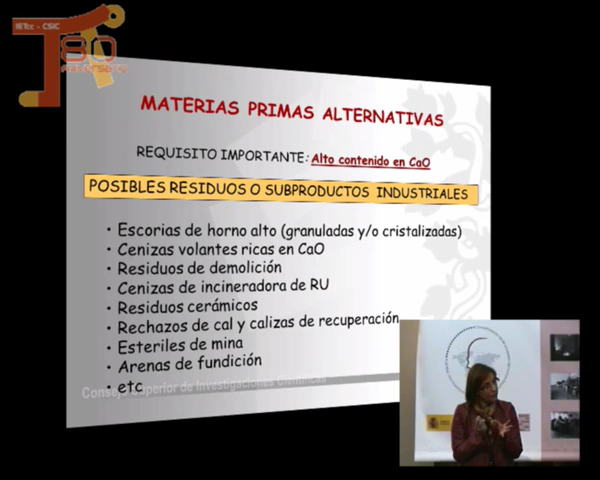 IETcc - CSIC
80
MATERIAS PRIMAS ALTERNATIVAS
REQUISITO IMPORTANTE: Alto contenido en CaO
POSIBLES RESIDUOS O SUBPRODUCTOS INDUSTRIALES
• Escorias de horno alto (granuladas y/o cristalizadas)
• Cenizas volantes ricas en CaO
• Residuos de demolición
• Cenizas de incineradora de RU
• Residuos cerámicos
• Rechazos de cal y calizas de recuperación
• Esteriles de mina
• Arenas de fundición
• etc
Consejo Superior de Investigaciones Científicas